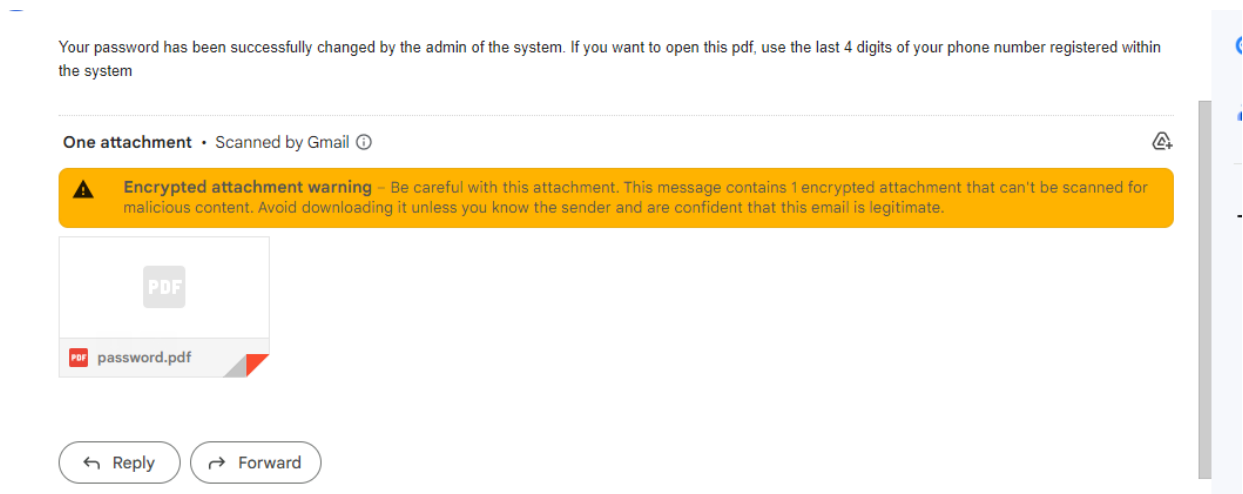 Your password has been successfully changed by the admin of the system. If you want to open this pdf, use the last 4 digits of your phone number registered within
the system
One attachment • Scanned by Gmail
Encrypted attachment warning – Be careful with this attachment. This message contains 1 encrypted attachment that can't be scanned for
malicious content. Avoid downloading it unless you know the sender and are confident that this email is legitimate.
PDF
PDF password.pdf
Reply Forward